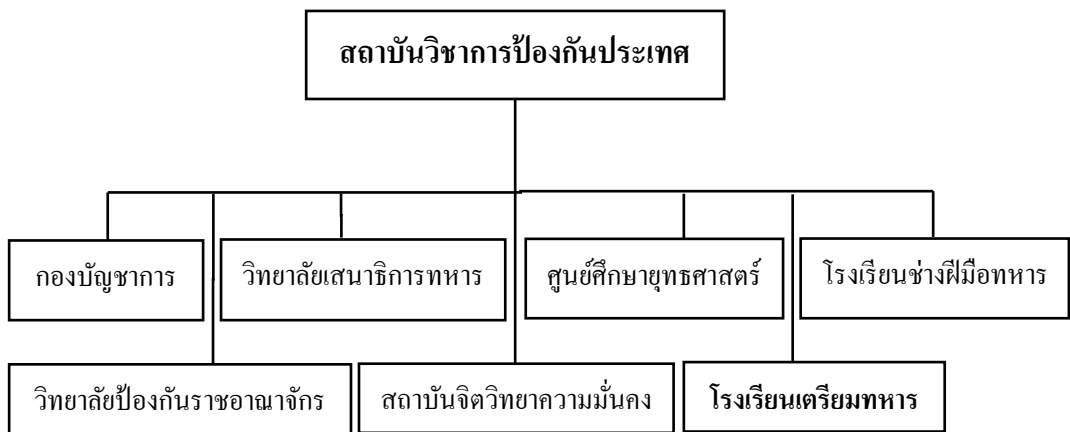 สถาบันวิชาการป้องกันประเทศ
กองบัญชาการ
วิทยาลัยเสนาธิการทหาร
ศูนย์ศึกษายุทธศาสตร์
โรงเรียนช่างฝีมือทหาร
วิทยาลัยป้องกันราชอาณาจักร
สถาบันจิตวิทยาความมั่นคง
โรงเรียนเตรียมทหาร